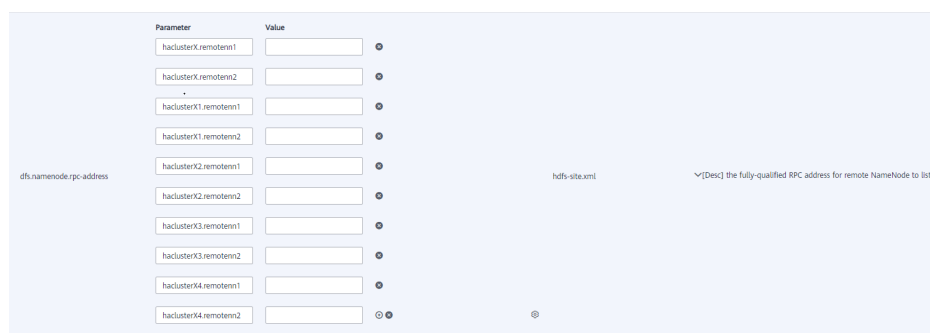 Parameter Value
haclusterX.remotenn1
haclusterX.remotenn2
haclusterX1.remotenn1
haclusterX1.remotenn2
haclusterX2.remotenn1
dfs.namenode.rpc-address hdfs-site.xml [Desc] the fully-qualified RPC address for remote NameNode to list
haclusterX2.remotenn2
haclusterX3.remotenn1
haclusterX3.remotenn2
haclusterX4.remotenn1
haclusterX4.remotenn2